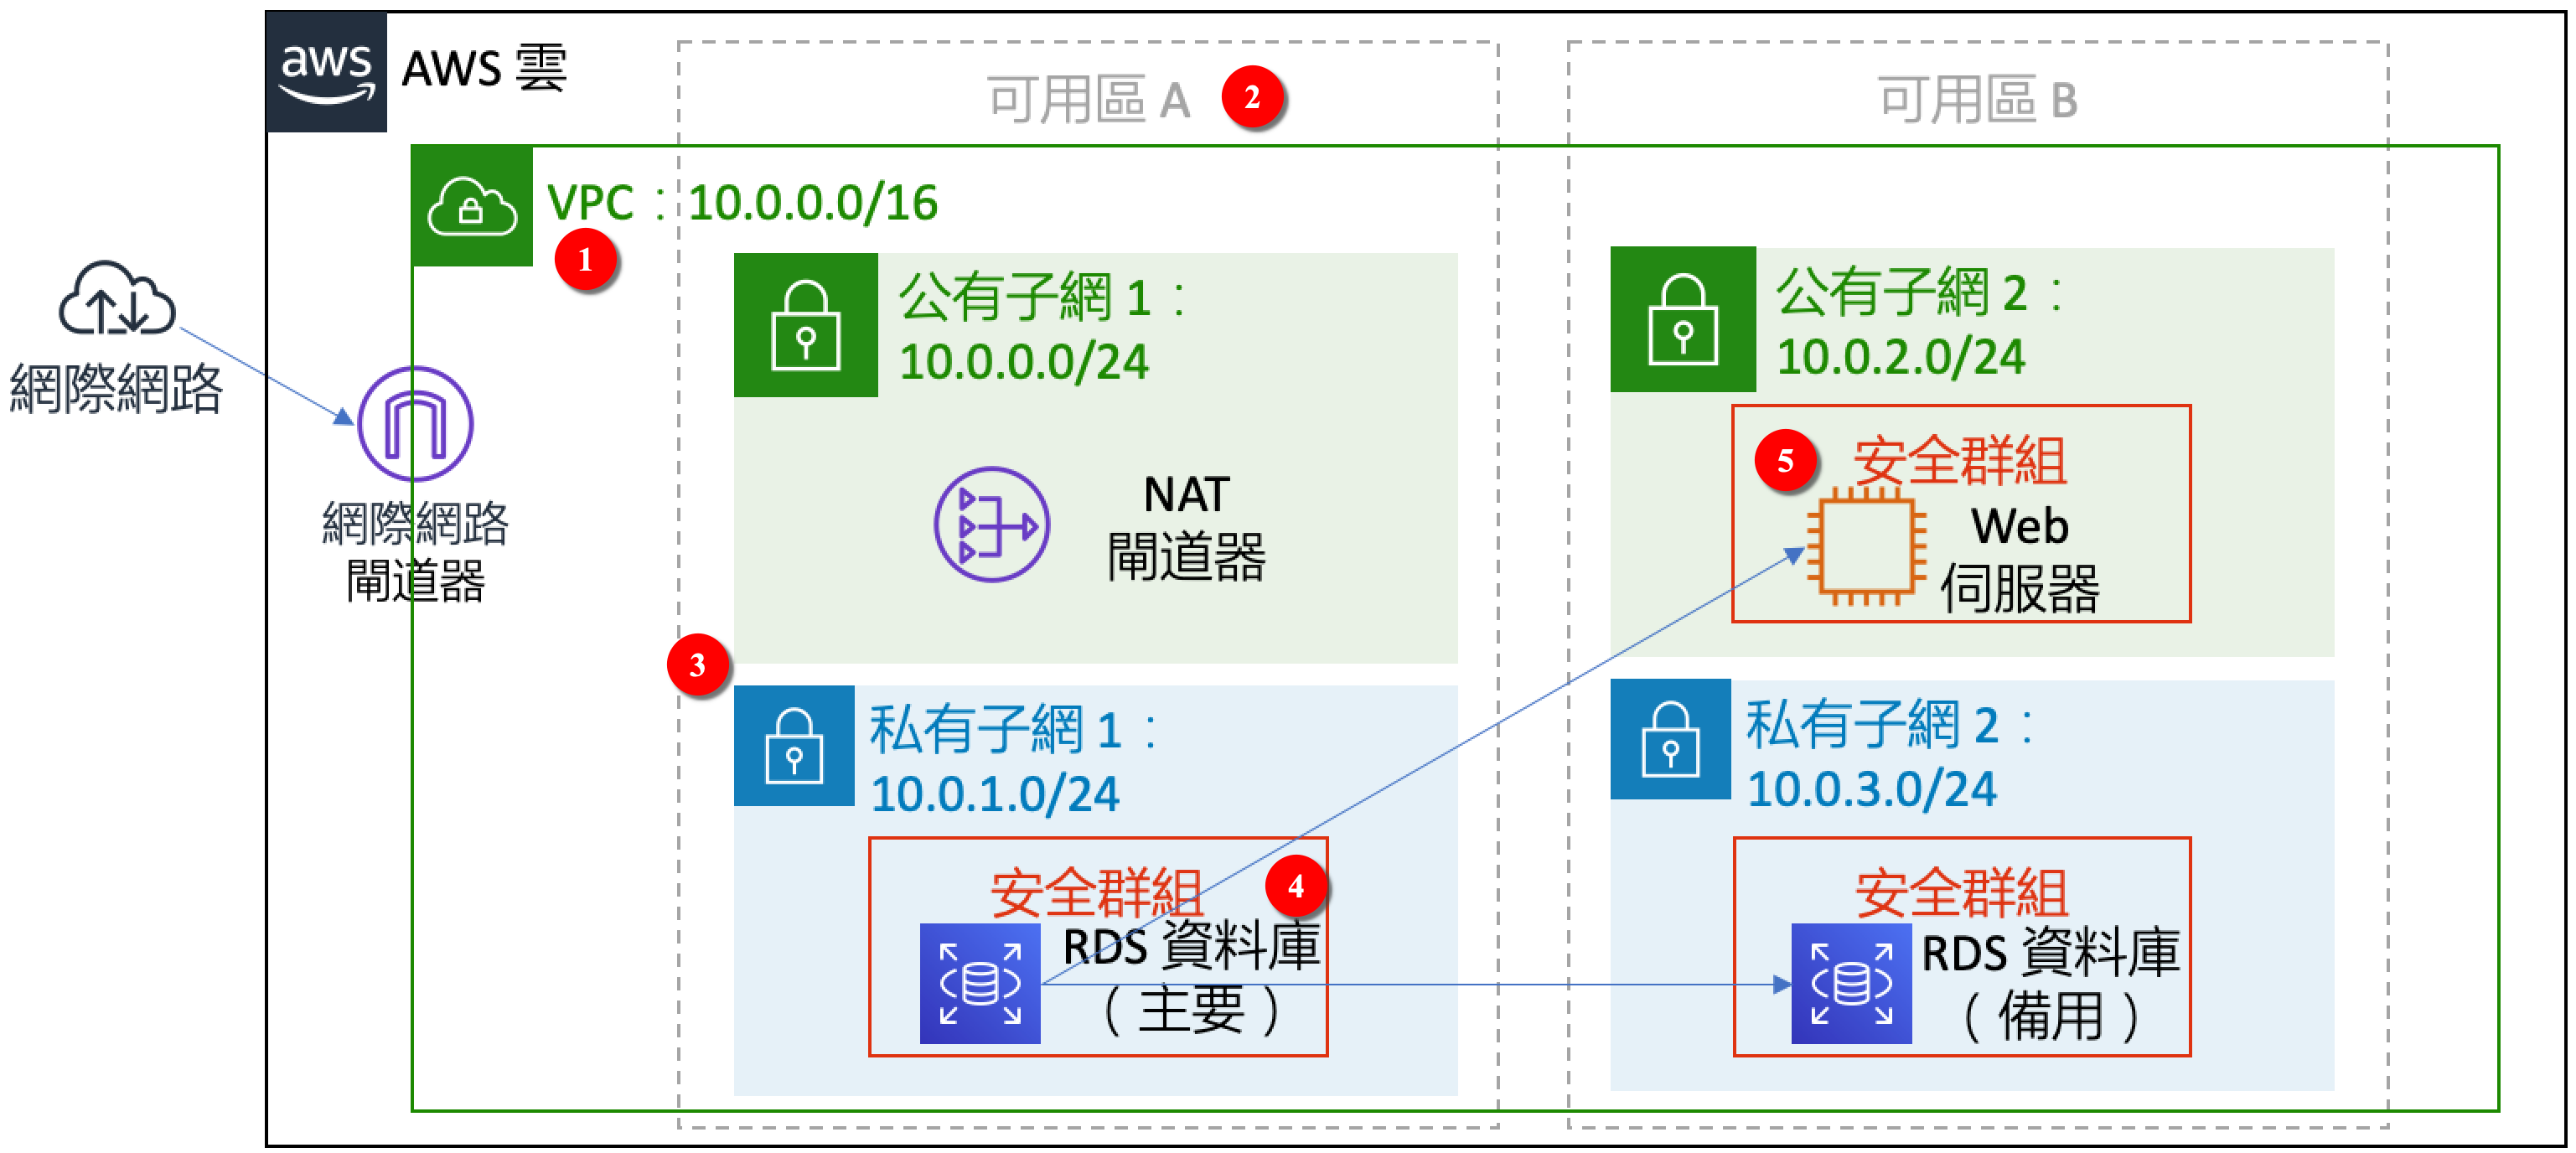 aws
AWS 雲
可用區 A
2
可用區 B
VPC：10.0.0.0/16
1
公有子網 1：
10.0.0.0/24
公有子網 2：
10.0.2.0/24
網際網路
網際網路
閘道器
NAT
閘道器
5
安全群組
Web
伺服器
3
私有子網 1：
10.0.1.0/24
私有子網 2：
10.0.3.0/24
安全群組
4
RDS 資料庫
（主要）
安全群組
RDS 資料庫
（備用）